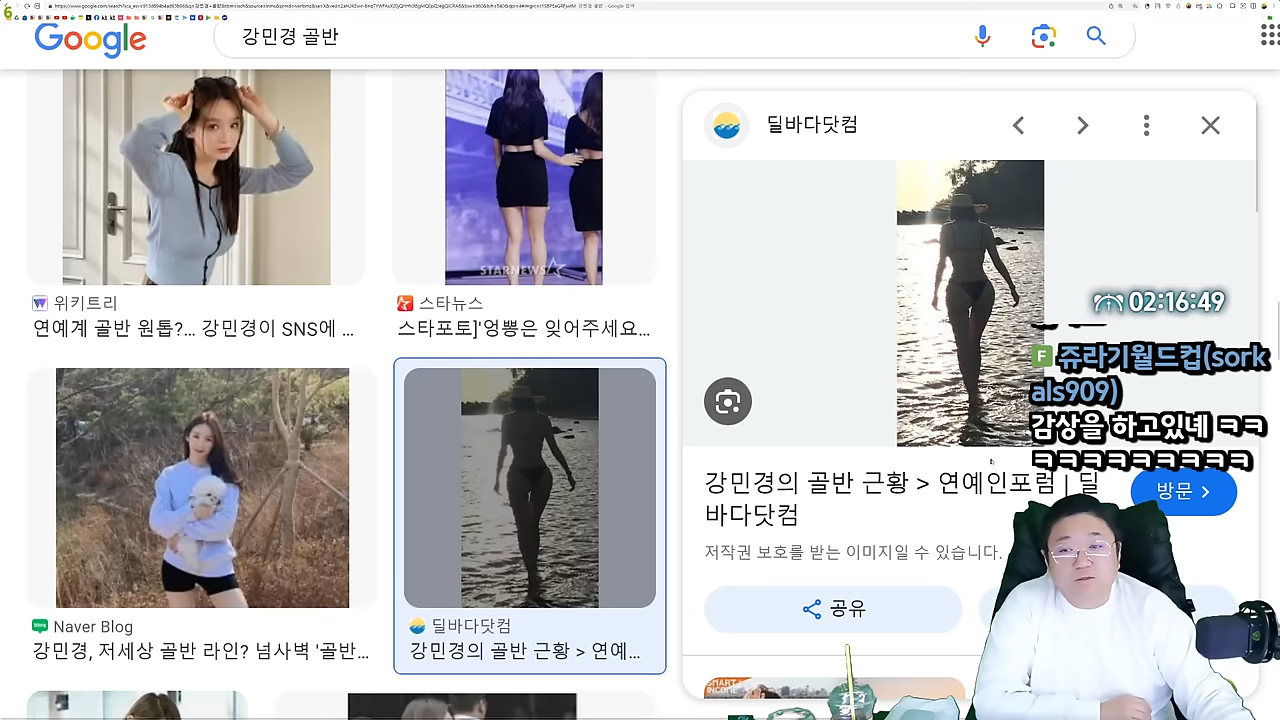 Google
강민경 골반
위키트리
연예계 골반 원톱?... 강민경이 SNS에 ...
STARNEWS
스타뉴스
스타포토]'엉뽕은 잊어주세요...
Naver Blog
강민경, 저세상 골반 라인? 넘사벽 '골반...
딜바다닷컴
강민경의 골반 근황 > 연예...
딜바다닷컴
02:16:49
F 쥬라기월드컵(sork
als909)
감상을 하고있네 ㅋㅋ
ㅋㅋㅋㅋㅋㅋㅋㅋㅋ
강민경의 골반 근황 > 연예인포럼 | 딜
바다닷컴
방문
저작권 보호를 받는 이미지일 수 있습니다.
공유
SMART
INCOME